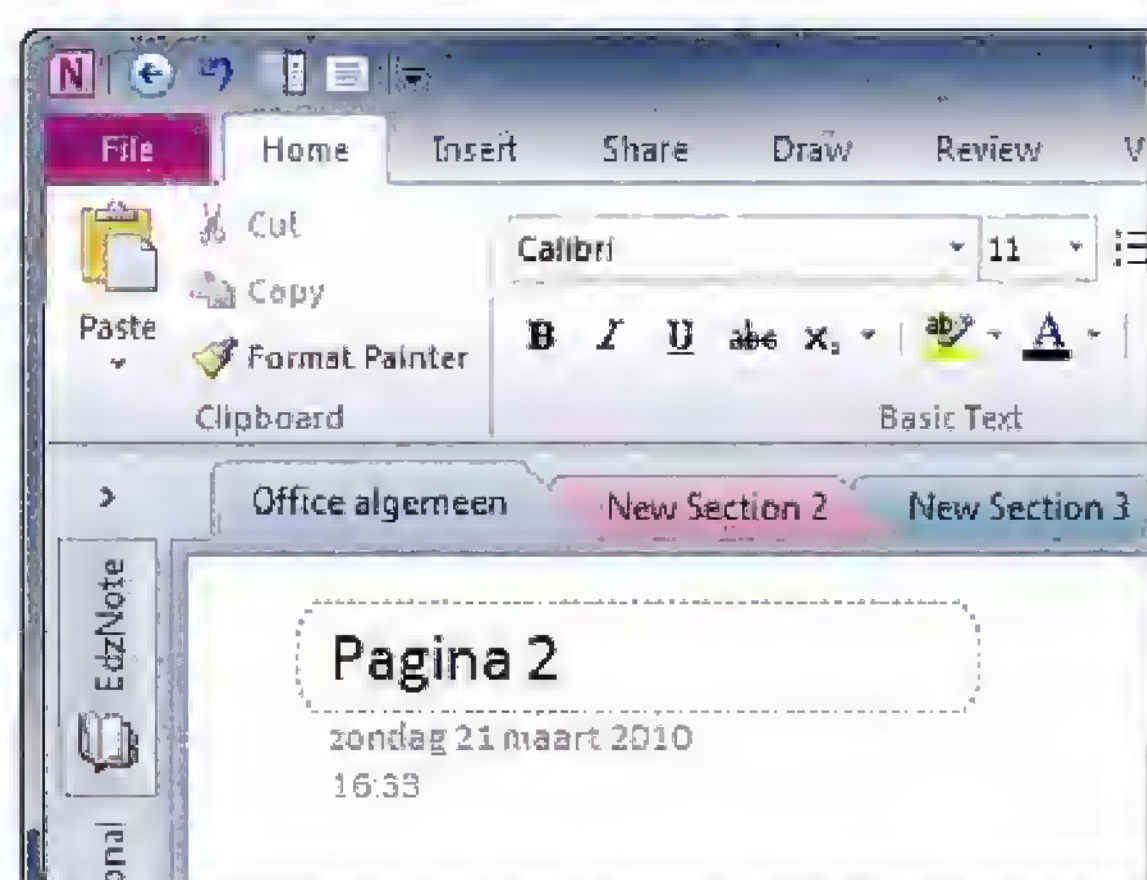 File Home Insert Share Draw Review
Cut
Copy
Paste
Format Painter
Clipboard
Calibri 11
B I U abc X₂ ab A
Basic Text
Office algemeen New Section 2 New Section 3
EdzNote
Pagina 2
zondag 21 maart 2010
16:33